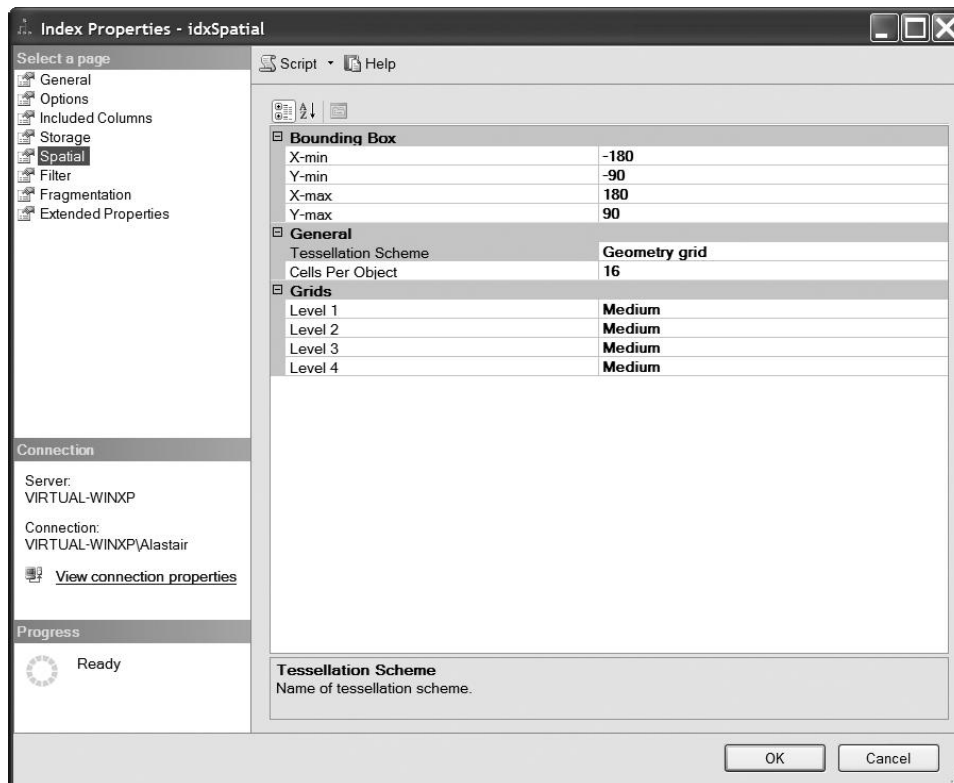 Index Properties - idxSpatial
Select a page
General
Options
Included Columns
Storage
Spatial
Filter
Fragmentation
Extended Properties
Connection
Server:
VIRTUAL-WINXP
Connection:
VIRTUAL-WINXP\Alastair
View connection properties
Progress
Ready
Script Help
Bounding Box
X-min -180
Y-min -90
X-max 180
Y-max 90
General
Tessellation Scheme Geometry grid
Cells Per Object 16
Grids
Level 1 Medium
Level 2 Medium
Level 3 Medium
Level 4 Medium
Tessellation Scheme
Name of tessellation scheme.
OK Cancel